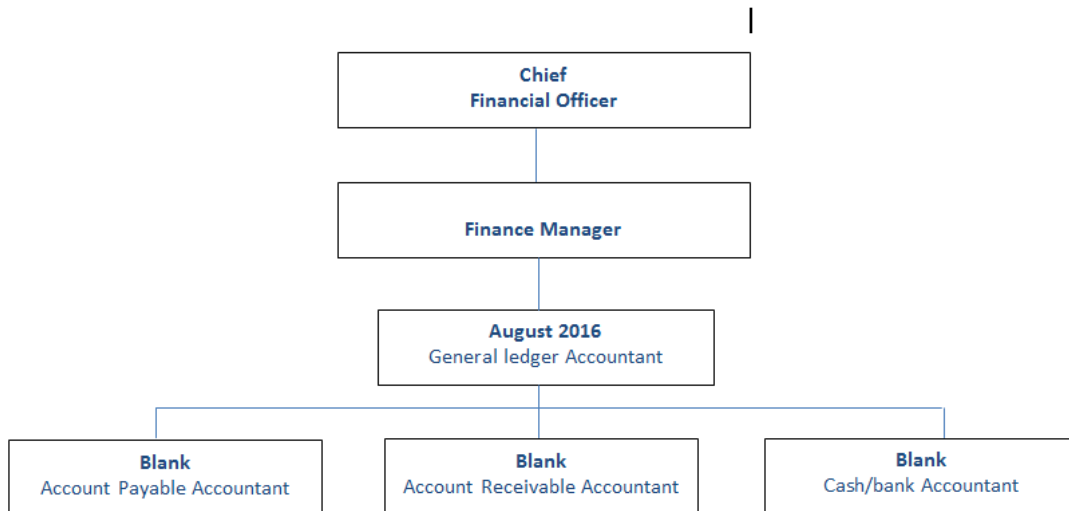 Chief
Financial Officer
Finance Manager
August 2016
General ledger Accountant
Blank
Account Payable Accountant
Blank
Account Receivable Accountant
Blank
Cash/bank Accountant